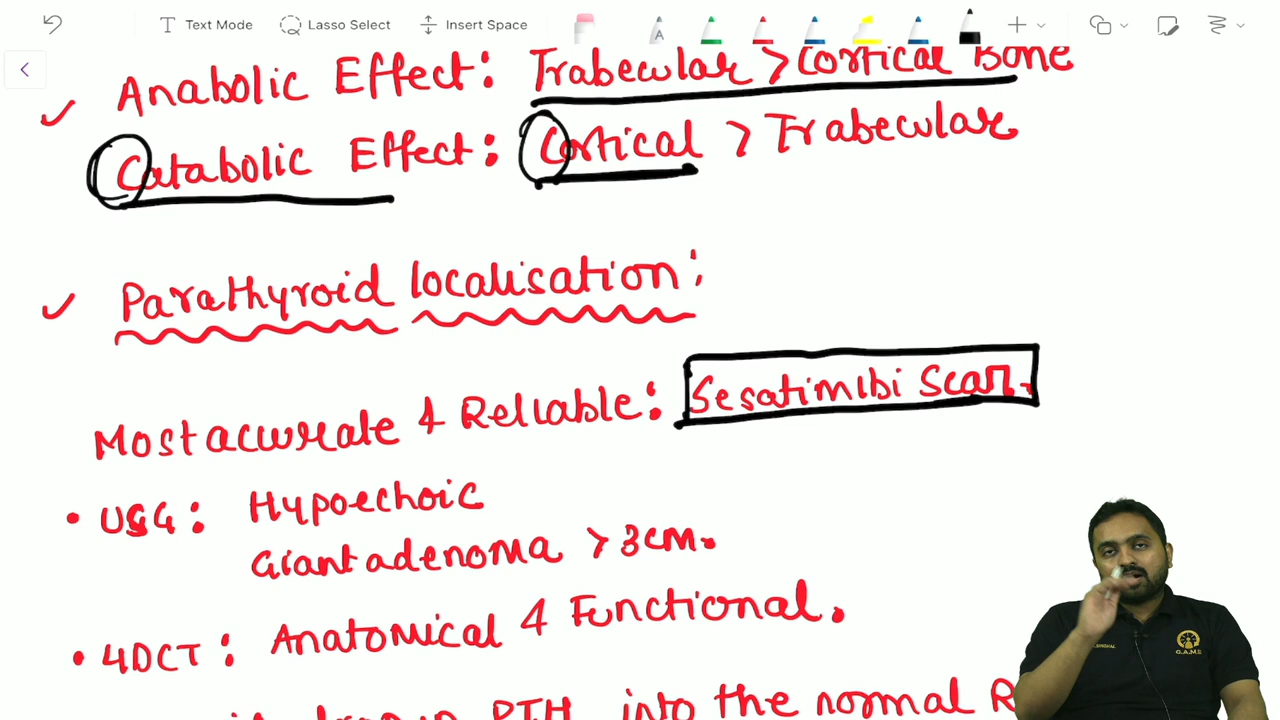 Text Mode Lasso Select Insert Space
Anabolic Effect: Trabecular > Cortical Bone
Catabolic Effect: Cortical > Trabecular
Parathyroid localisation:
Most accurate & Reliable: Sesatimibi Scan.
• USG: Hypoechoic
Giant adenoma > 3cm.
• 4DCT: Anatomical & Functional.
PTH into the normal R
G.A.M.S